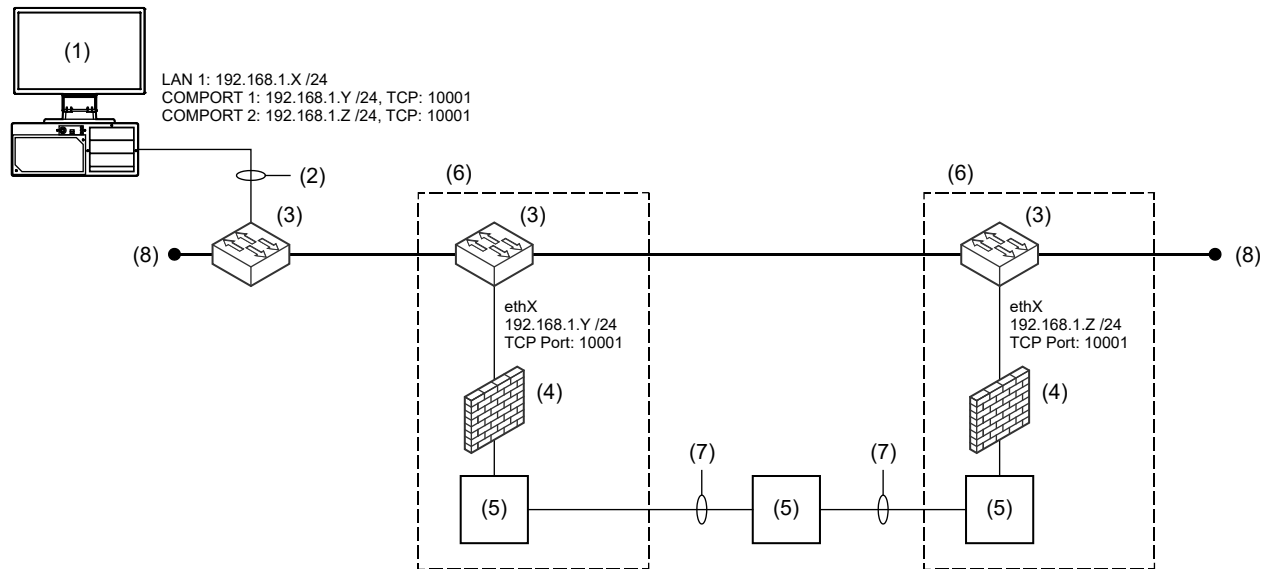 (1)
LAN 1: 192.168.1.X /24
COMPORT 1: 192.168.1.Y /24, TCP: 10001
COMPORT 2: 192.168.1.Z /24, TCP: 10001
(2)
(6)
(6)
(3)
(3)
(3)
(8)
(8)
ethX
192.168.1.Y /24
TCP Port: 10001
ethX
192.168.1.Z /24
TCP Port: 10001
(4)
(4)
(7)
(7)
(5)
(5)
(5)